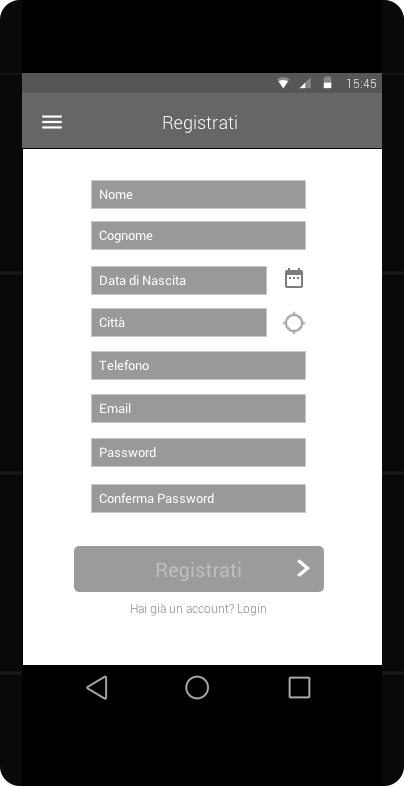 15:45
Registrati
Nome
Cognome
Data di Nascita
Città
Telefono
Email
Password
Conferma Password
Registrati
Hai già un account? Login